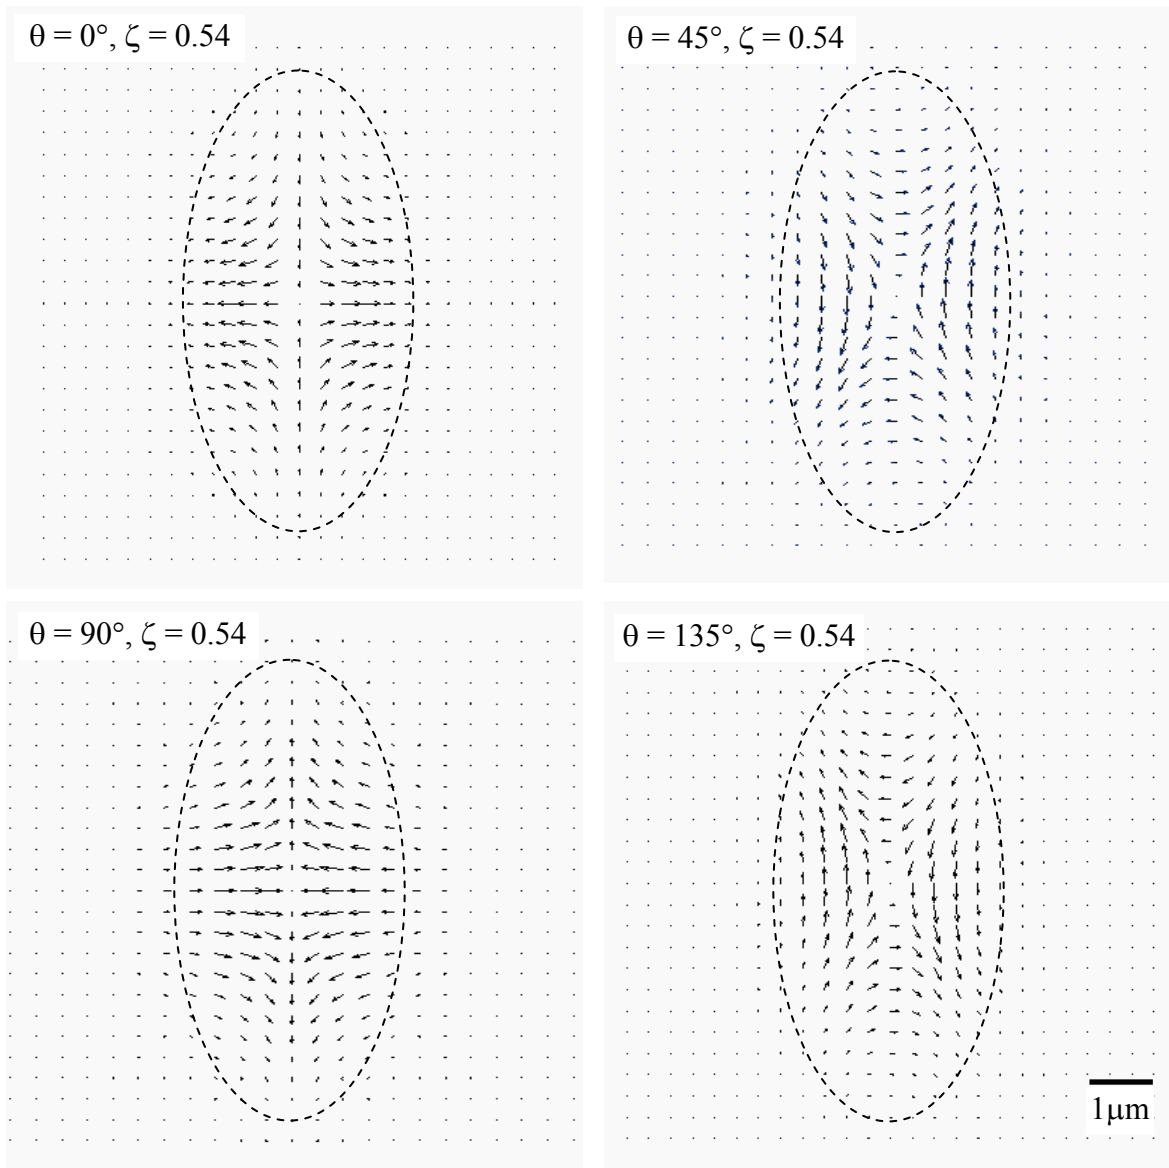 θ = 0°, ζ = 0.54
θ = 45°, ζ = 0.54
θ = 90°, ζ = 0.54
θ = 135°, ζ = 0.54
1μm